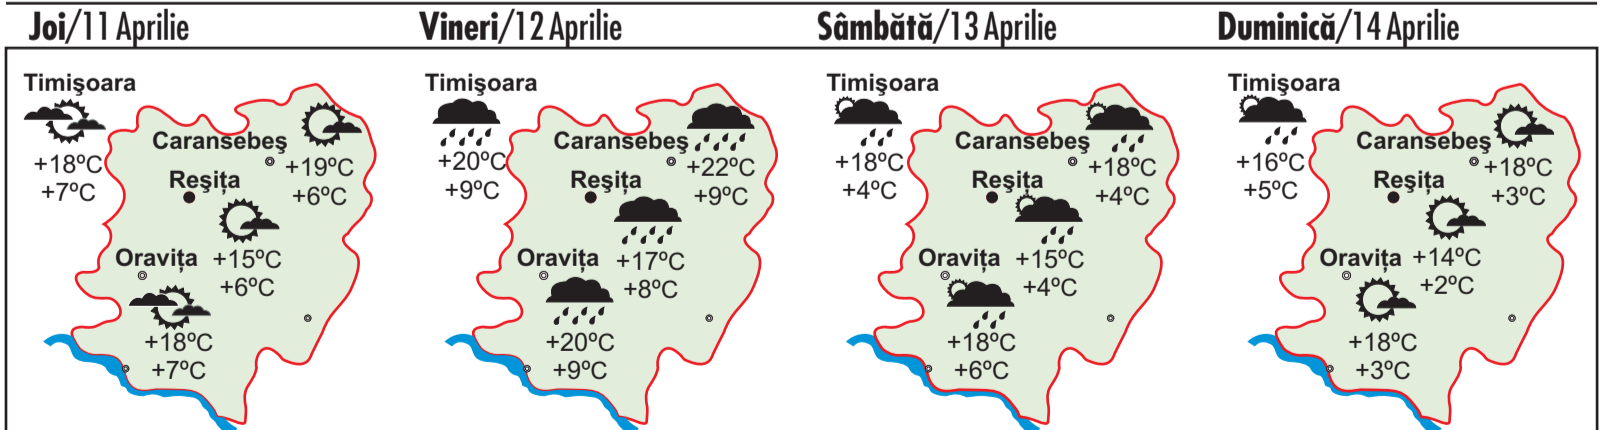 Joi/11 Aprilie
Timişoara
+18ºC
+7ºC
Caransebeş
+19ºC
+6ºC
Reşiţa
+15ºC
+6ºC
Oraviţa
+18ºC
+7ºC
Vineri/12 Aprilie
Timişoara
+20ºC
+9ºC
Caransebeş
+22ºC
+9ºC
Reşiţa
+17ºC
+8ºC
Oraviţa
+20ºC
+9ºC
Sâmbătă/13 Aprilie
Timişoara
+18ºC
+4ºC
Caransebeş
+18ºC
+4ºC
Reşiţa
+15ºC
+4ºC
Oraviţa
+18ºC
+6ºC
Duminică/14 Aprilie
Timişoara
+16ºC
+5ºC
Caransebeş
+18ºC
+3ºC
Reşiţa
+14ºC
+2ºC
Oraviţa
+18ºC
+3ºC